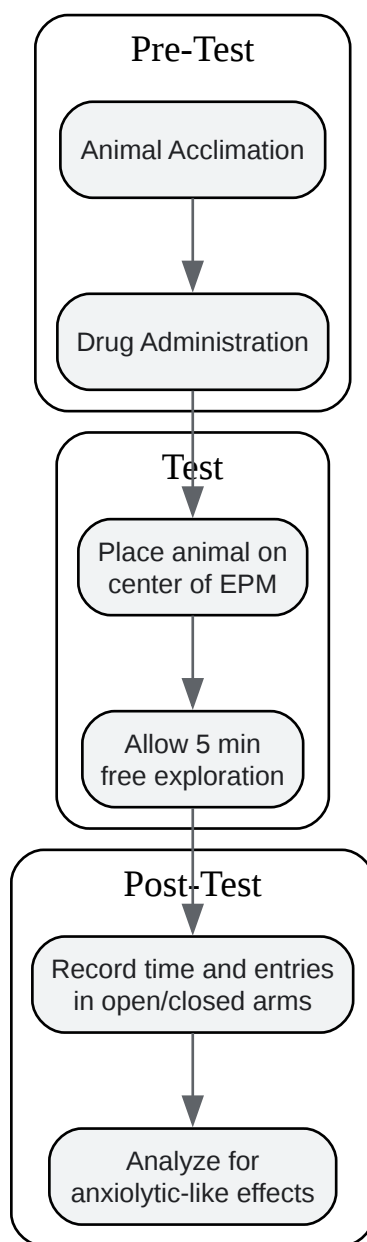 Pre-Test
Animal Acclimation
Drug Administration
Test
Place animal on
center of EPM
Allow 5 min
free exploration
Post-Test
Record time and entries
in open/closed arms
Analyze for
anxiolytic-like effects